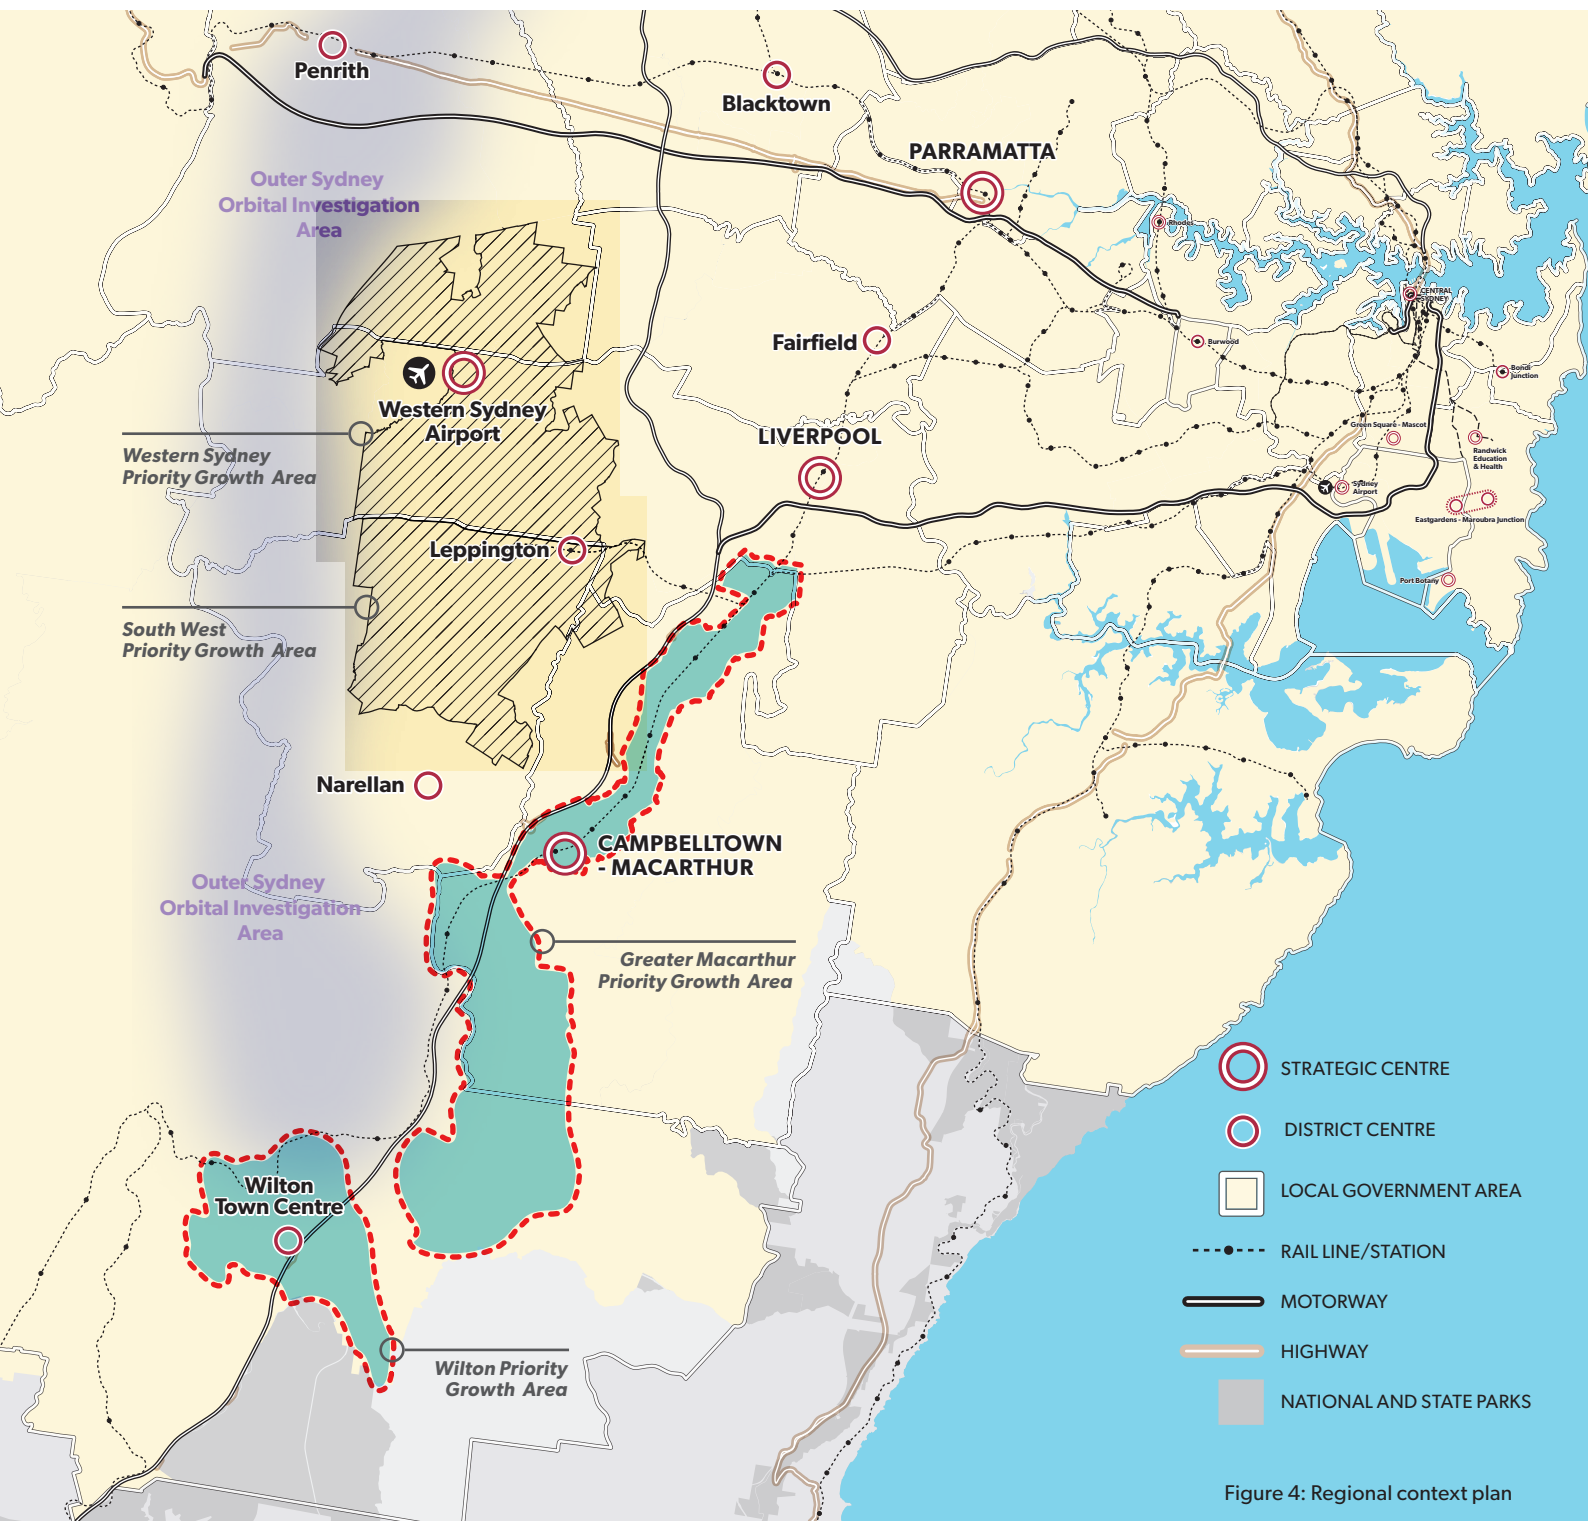 Penrith
Blacktown
PARRAMATTA
Outer Sydney
Orbital Investigation
Area
Rhodes
CENTRAL
SYDNEY
Fairfield
Burwood
Bondi
Junction
Western Sydney
Airport
LIVERPOOL
Green Square - Mascot
Western Sydney
Priority Growth Area
Randwick
Education
& Health
Sydney
Airport
Eastgardens - Maroubra Junction
Leppington
Port Botany
South West
Priority Growth Area
Narellan
CAMPBELLTOWN
- MACARTHUR
Outer Sydney
Orbital Investigation
Area
Greater Macarthur
Priority Growth Area
Wilton
Town Centre
Wilton Priority
Growth Area
STRATEGIC CENTRE
DISTRICT CENTRE
LOCAL GOVERNMENT AREA
RAIL LINE/STATION
MOTORWAY
HIGHWAY
NATIONAL AND STATE PARKS
Figure 4: Regional context plan